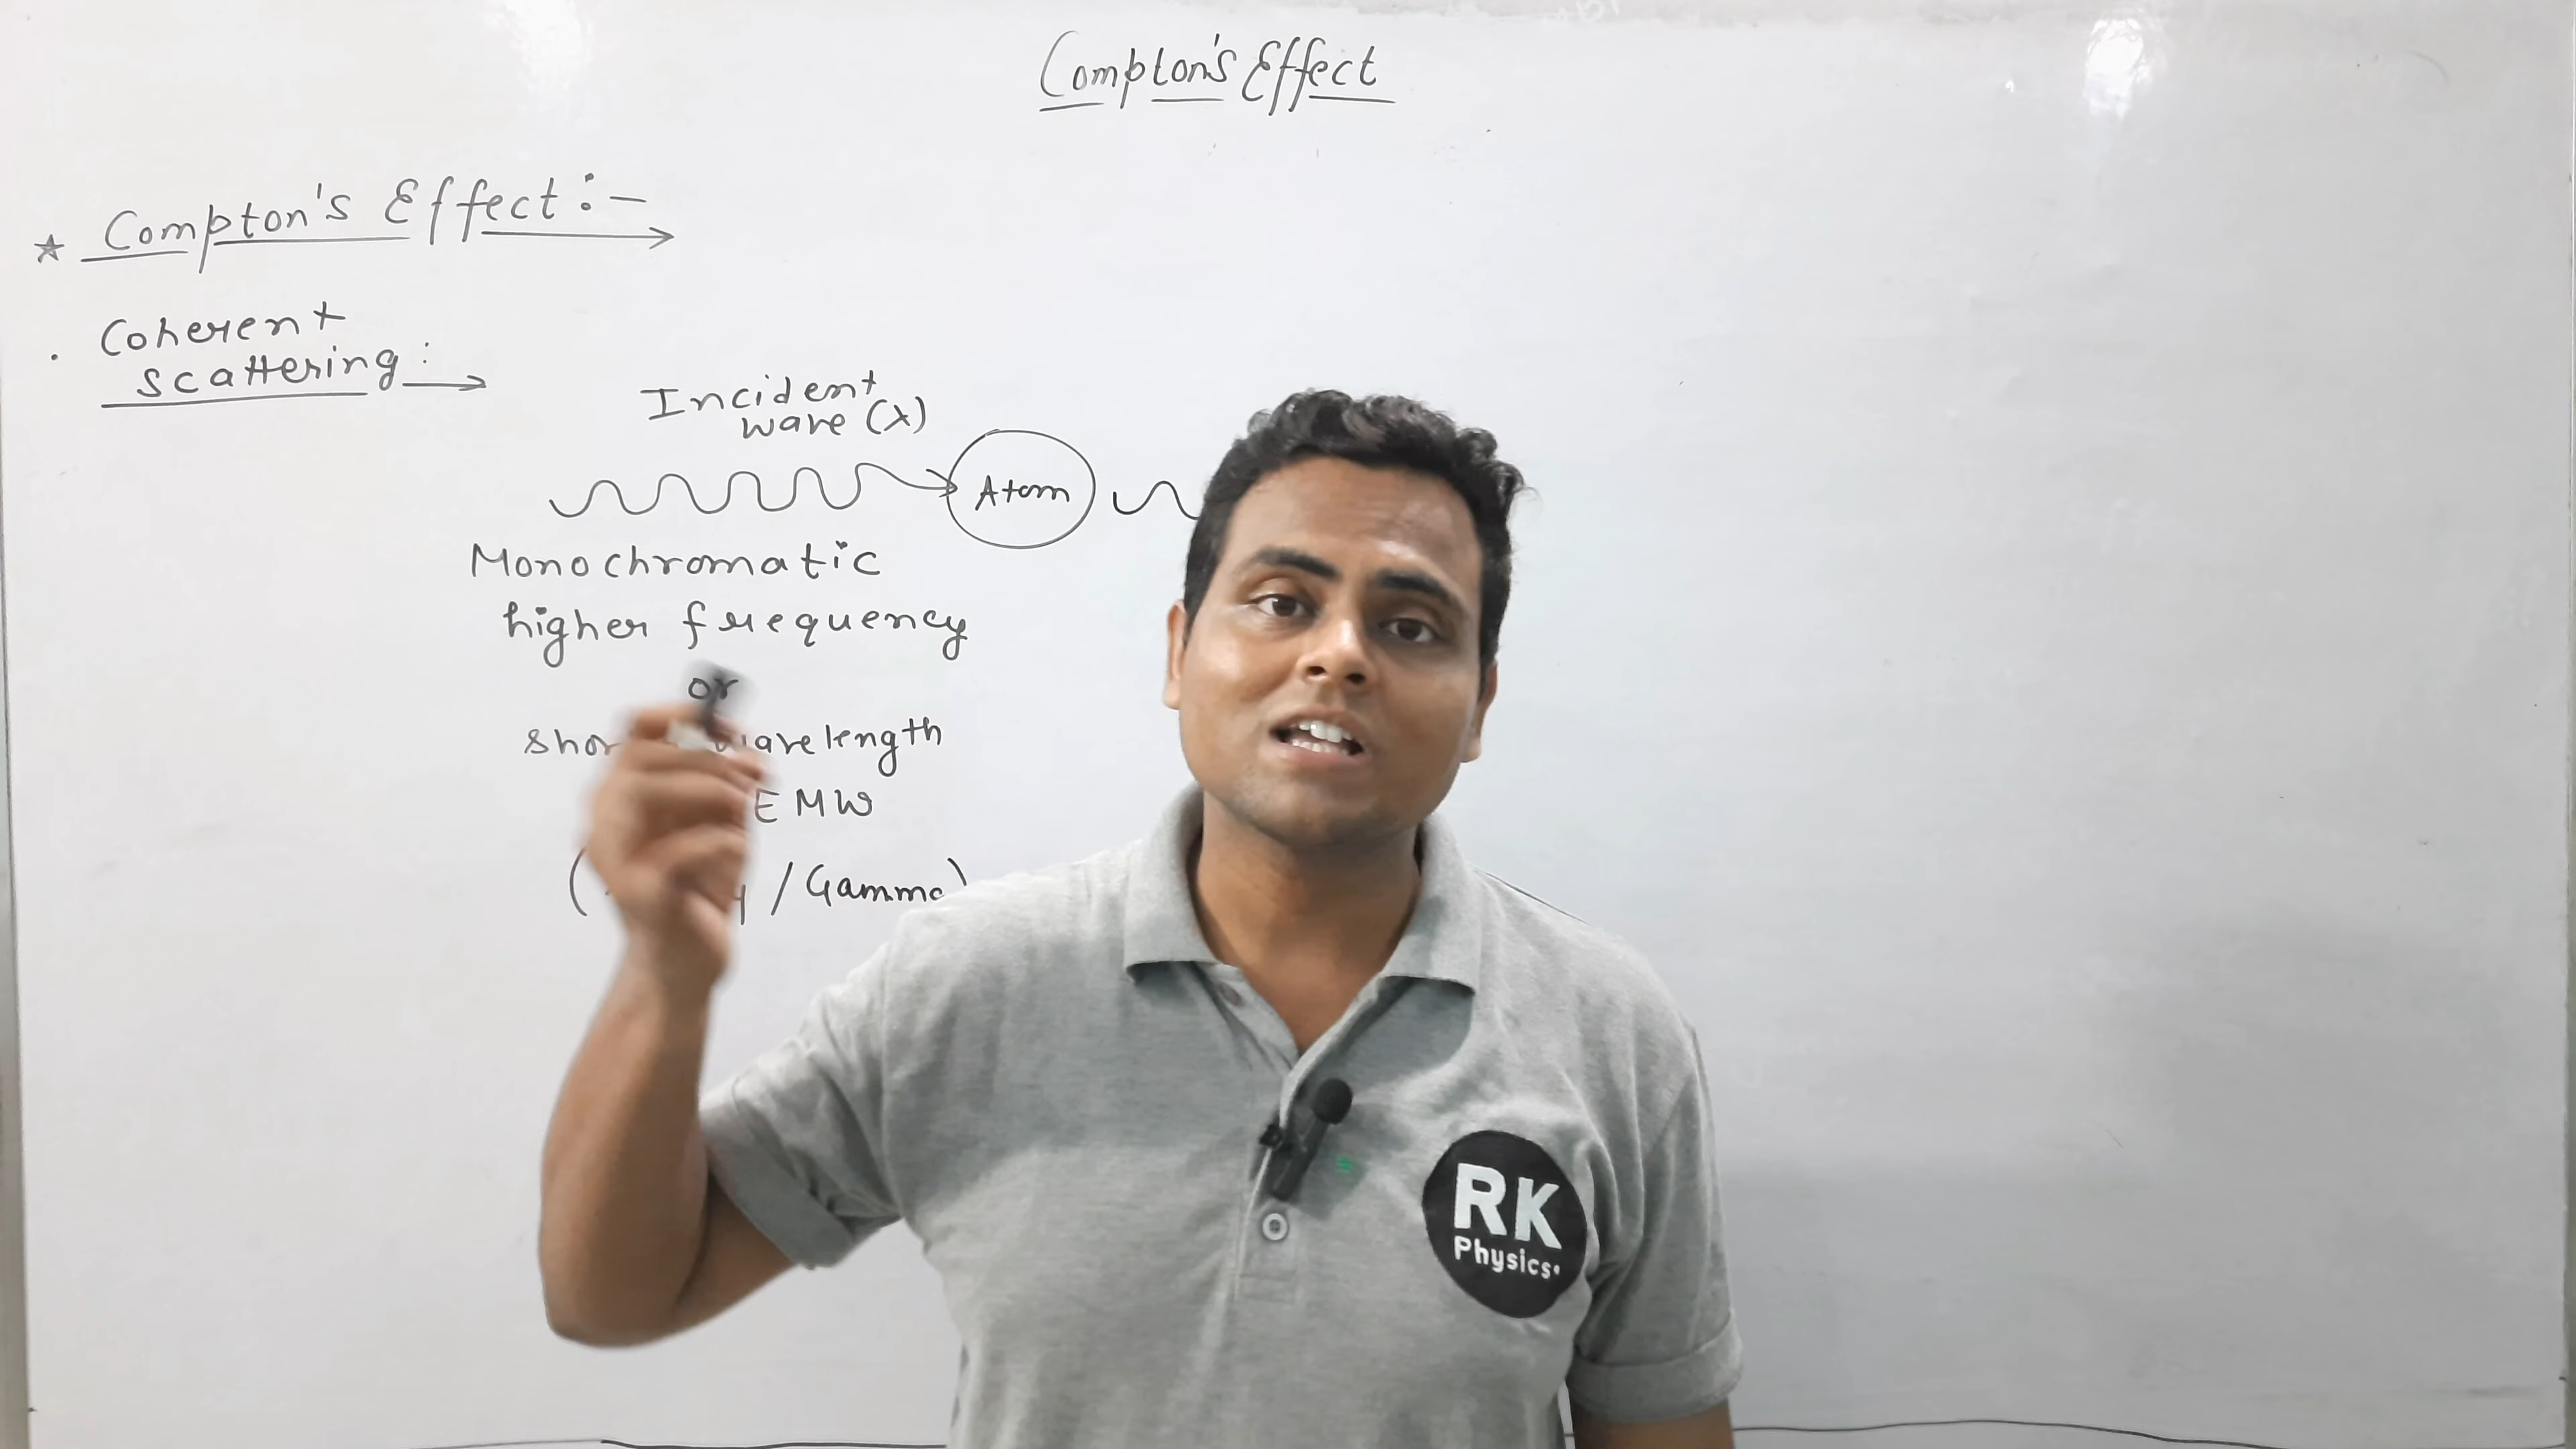 Compton's Effect
Compton's Effect:-
Coherent
scattering:
Incident
wave (λ)
Atom
Monochromatic
higher frequency
or
wavelength
EMW
/Gamma)
RK
Physics